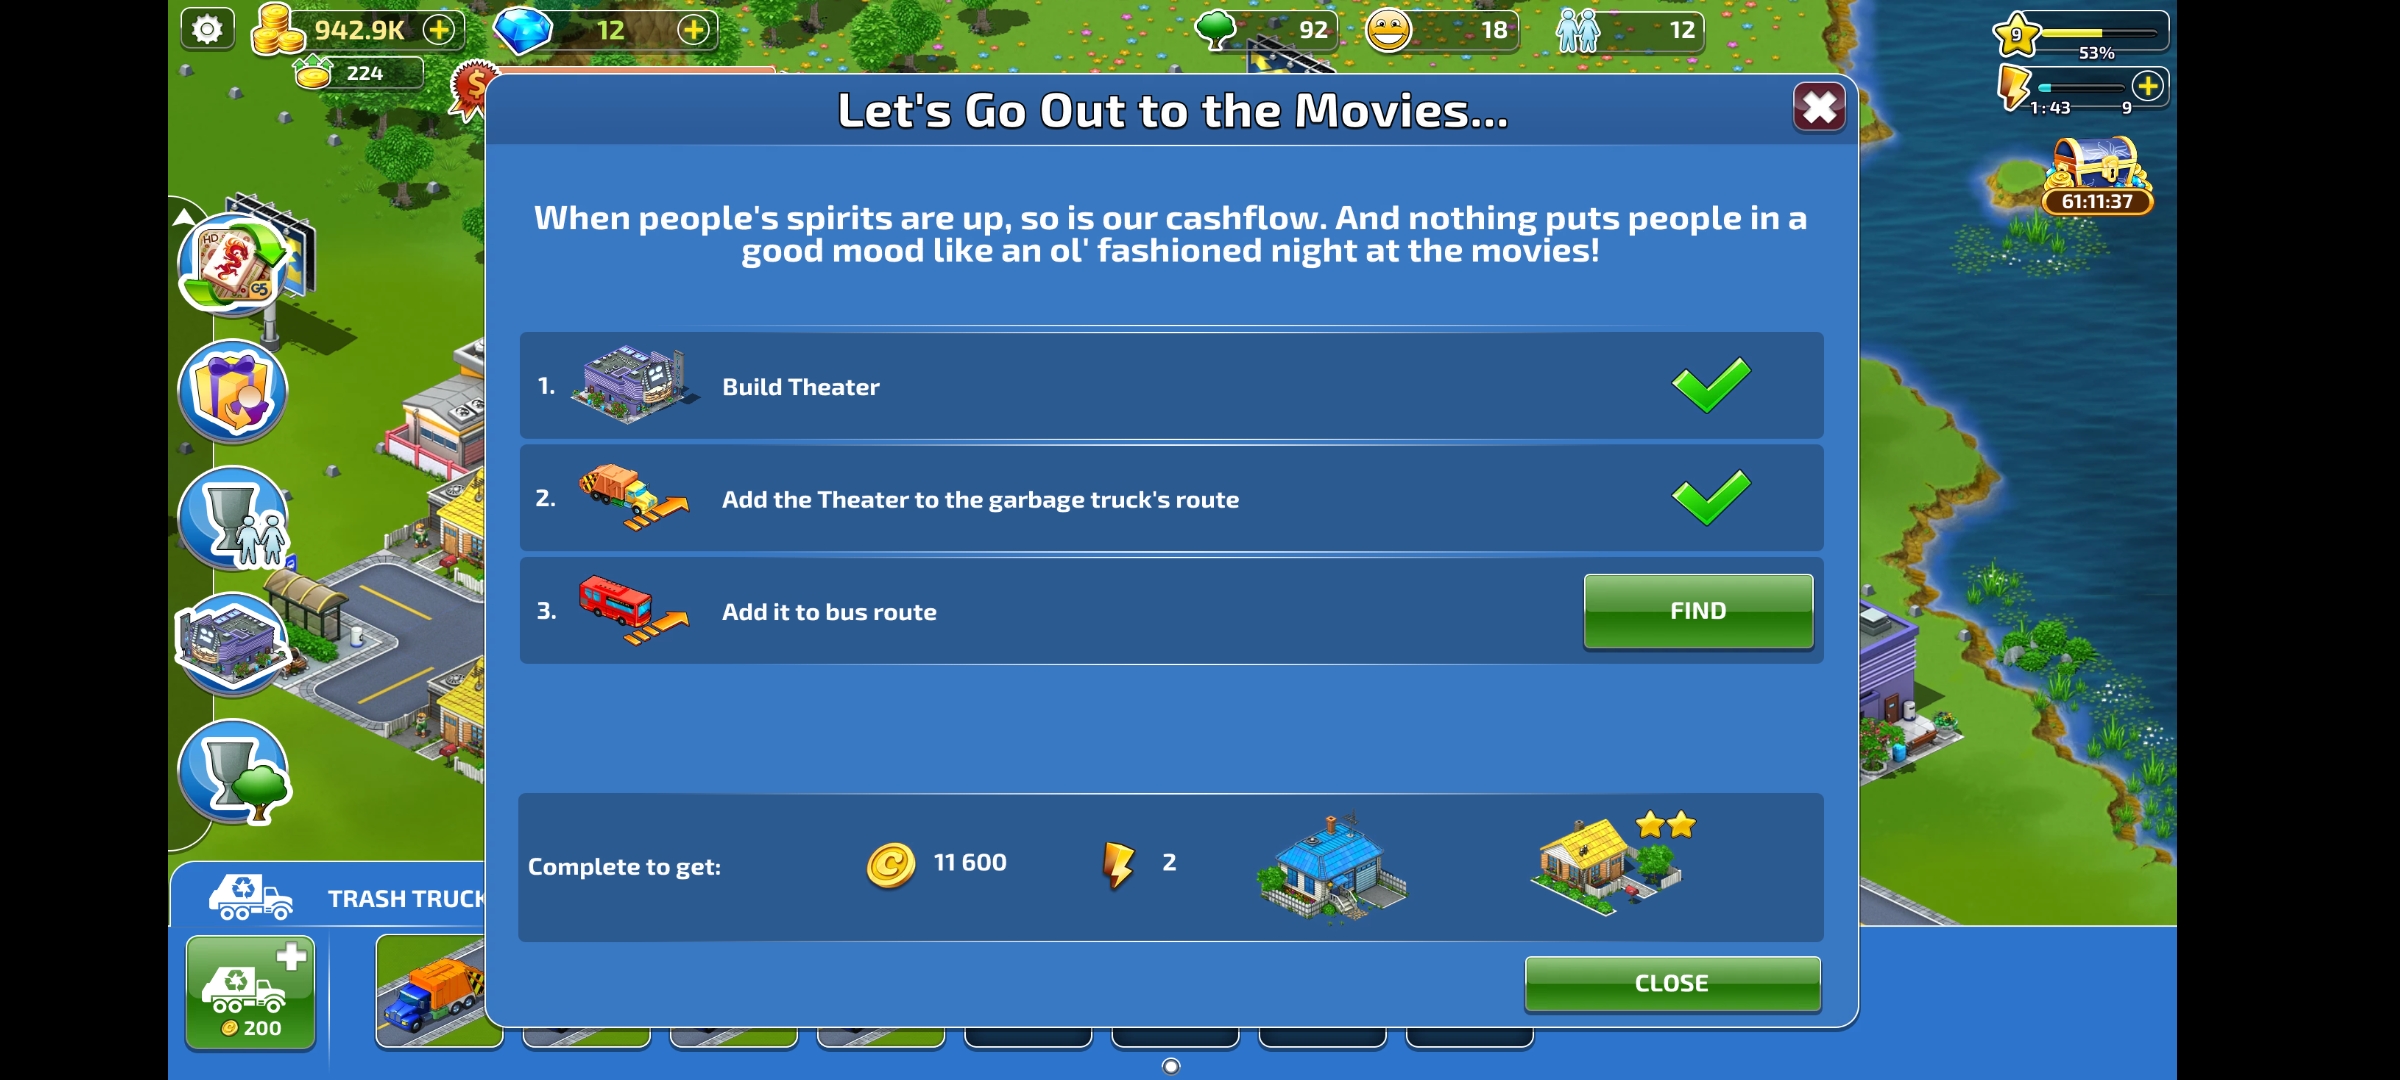 942.9K
12
92
18
12
9
53%
224
1:43
9
Let's Go Out to the Movies...
61:11:37
When people's spirits are up, so is our cashflow. And nothing puts people in a
good mood like an ol' fashioned night at the movies!
HD
G5
1.
Build Theater
2.
Add the Theater to the garbage truck's route
3.
Add it to bus route
FIND
Complete to get:
11 600
2
TRASH TRUCK
CLOSE
200